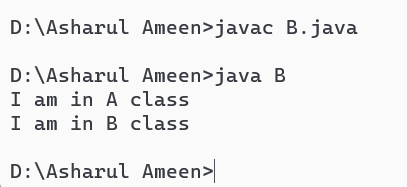 D:\Asharul Ameen>javac B.java
D:\Asharul Ameen>java B
I am in A class
I am in B class
D:\Asharul Ameen>